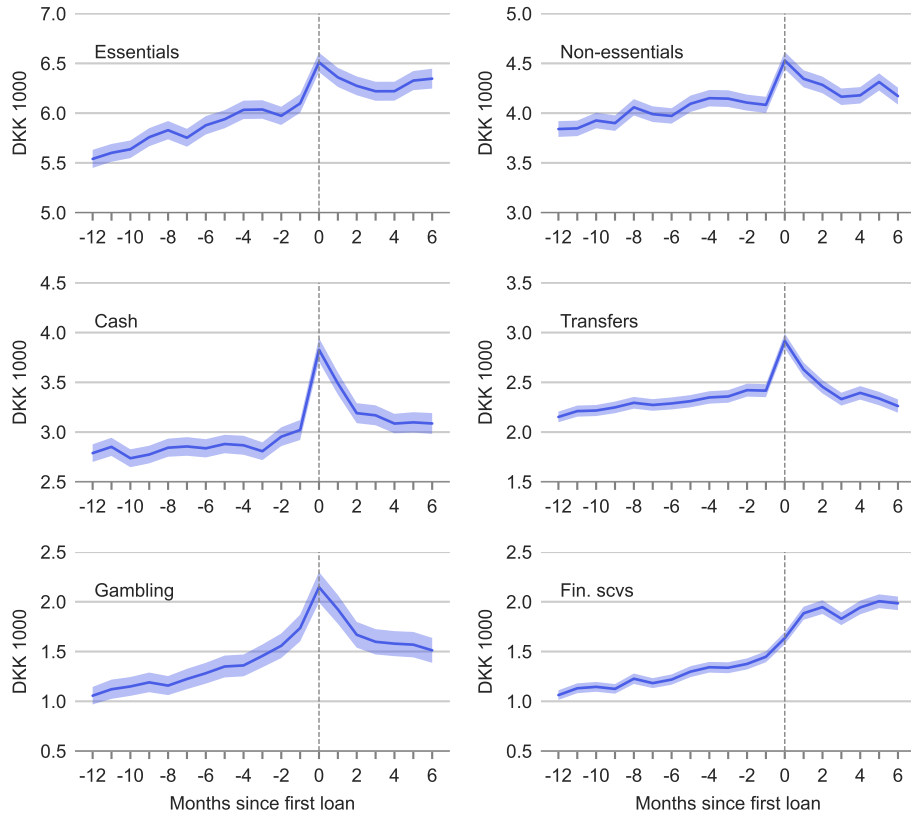 7.0
6.5
6.0
5.5
5.0
DKK 1000
Essentials
-12 -10 -8 -6 -4 -2 0 2 4 6
5.0
4.5
4.0
3.5
3.0
DKK 1000
Non-essentials
-12 -10 -8 -6 -4 -2 0 2 4 6
4.5
4.0
3.5
3.0
2.5
DKK 1000
Cash
-12 -10 -8 -6 -4 -2 0 2 4 6
3.5
3.0
2.5
2.0
1.5
DKK 1000
Transfers
-12 -10 -8 -6 -4 -2 0 2 4 6
2.5
2.0
1.5
1.0
0.5
DKK 1000
Gambling
-12 -10 -8 -6 -4 -2 0 2 4 6
Months since first loan
2.5
2.0
1.5
1.0
0.5
DKK 1000
Fin. scvs
-12 -10 -8 -6 -4 -2 0 2 4 6
Months since first loan